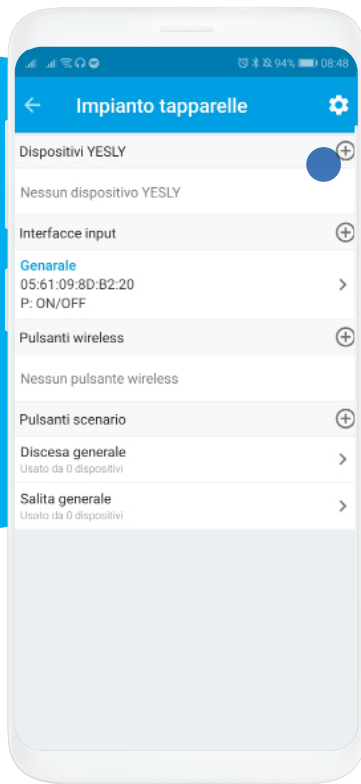 94% 08:48
Impianto tapparelle
Dispositivi YESLY
Nessun dispositivo YESLY
Interfacce input
Genarale
05:61:09:8D:B2:20
P: ON/OFF
Pulsanti wireless
Nessun pulsante wireless
Pulsanti scenario
Discesa generale
Usato da 0 dispositivi
Salita generale
Usato da 0 dispositivi